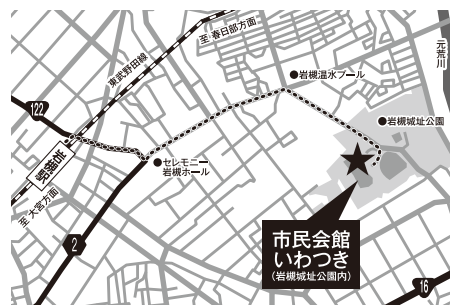 至 春日部方面
東武野田線
元荒川
●岩槻温水プール
122
●岩槻城址公園
岩槻駅
●セレモニー
岩槻ホール
至 大宮方面
2
市民会館
いわつき
(岩槻城址公園内)
16